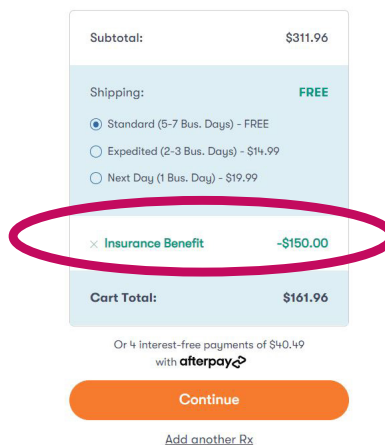 Subtotal: $311.96
Shipping: FREE
Standard (5-7 Bus. Days) - FREE
Expedited (2-3 Bus. Days) - $14.99
Next Day (1 Bus. Day) - $19.99
× Insurance Benefit -$150.00
Cart Total: $161.96
Or 4 interest-free payments of $40.49
with afterpay
Continue
Add another Rx